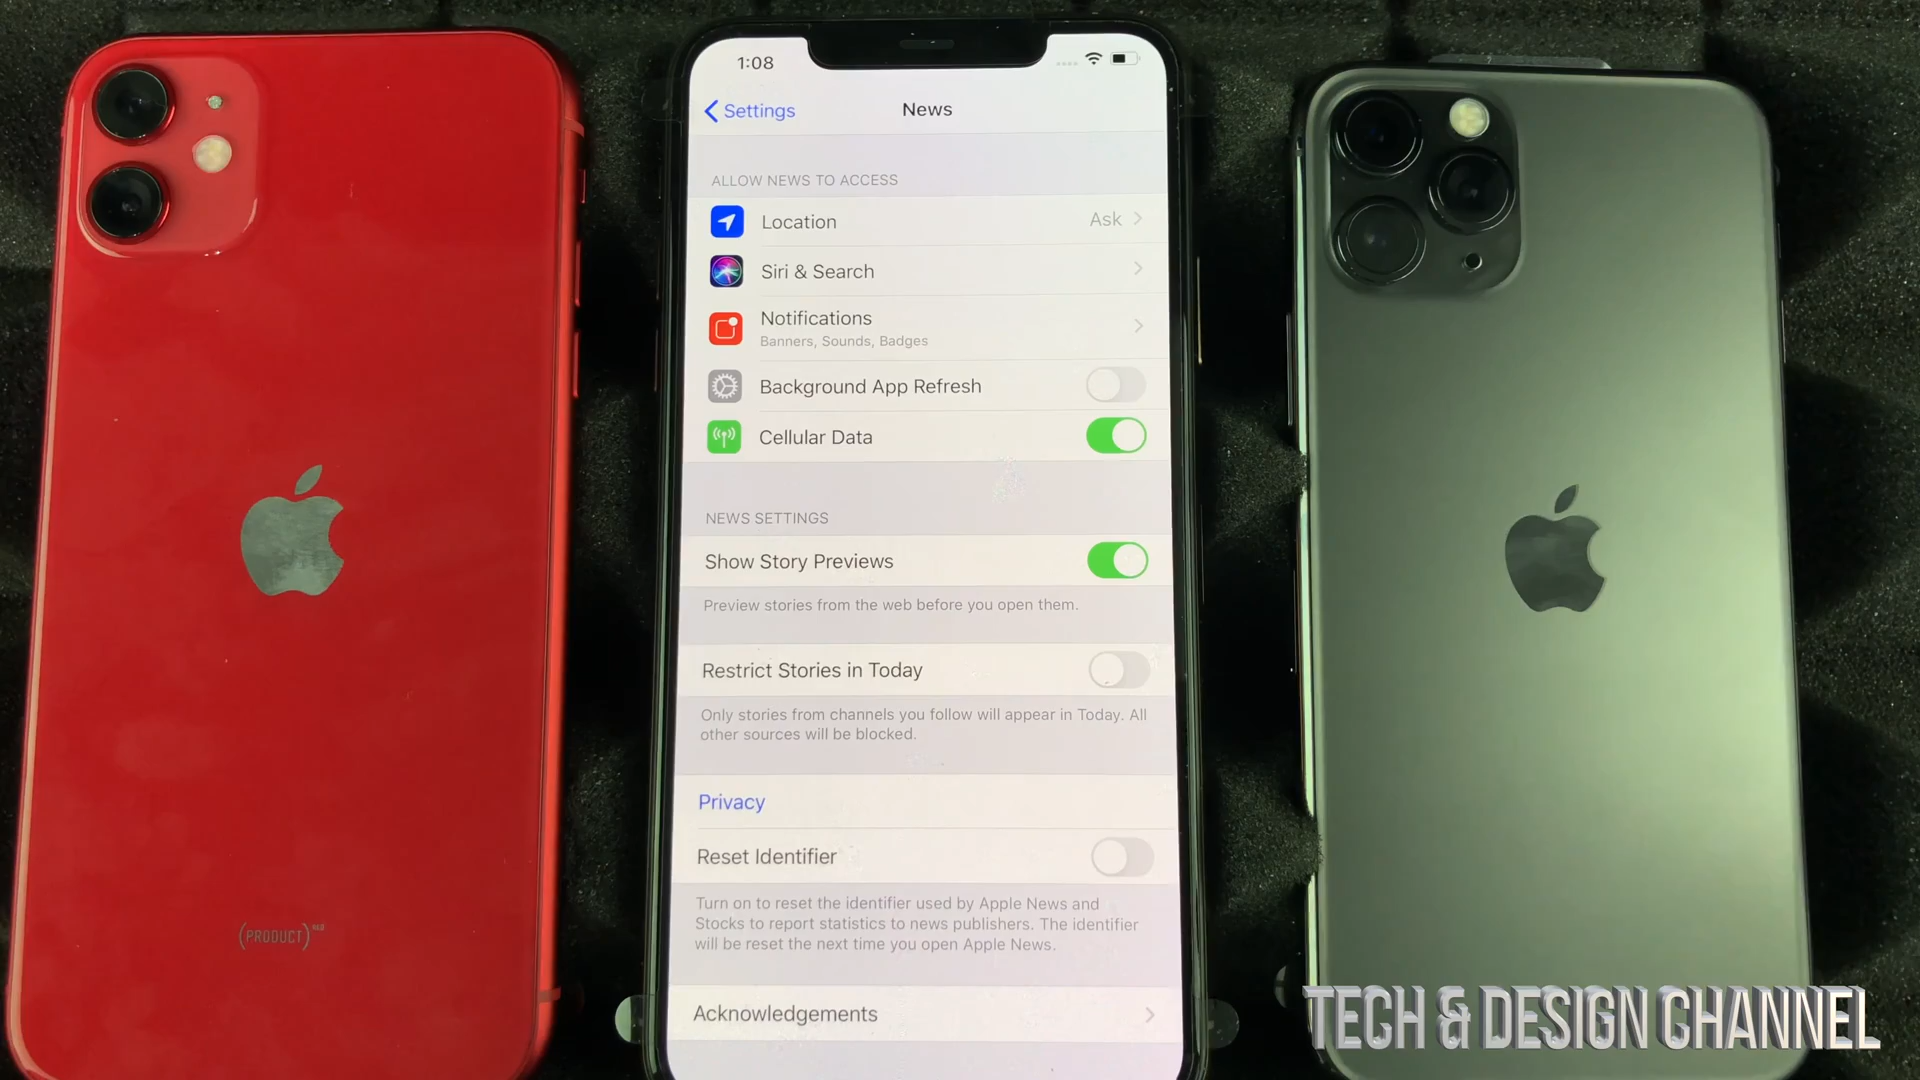 1:08
Settings
News
ALLOW NEWS TO ACCESS
Location
Ask
Siri & Search
Notifications
Banners, Sounds, Badges
Background App Refresh
Cellular Data
NEWS SETTINGS
Show Story Previews
Preview stories from the web before you open them.
Restrict Stories in Today
Only stories from channels you follow will appear in Today. All
other sources will be blocked.
Privacy
Reset Identifier
Turn on to reset the identifier used by Apple News and
Stocks to report statistics to news publishers. The identifier
will be reset the next time you open Apple News.
Acknowledgements
(PRODUCT)RED
TECH & DESIGN CHANNEL